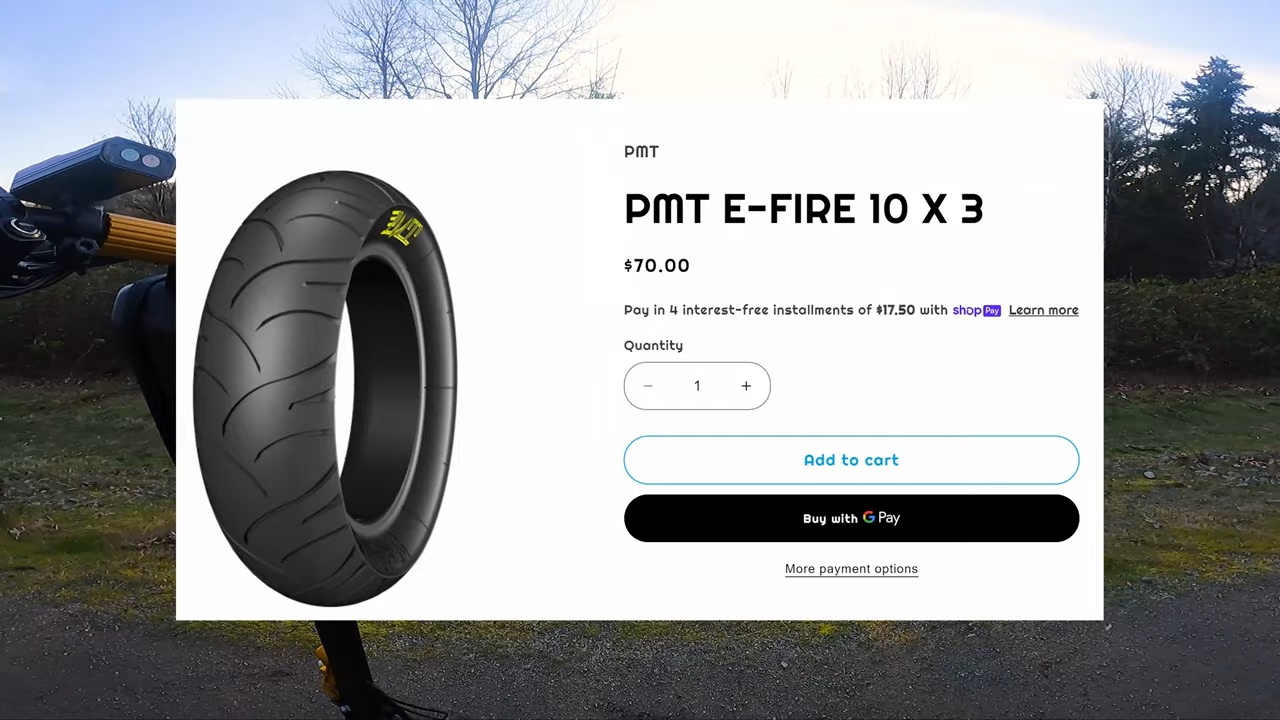 PMT
PMT E-FIRE 10 X 3
$70.00
Pay in 4 interest-free installments of $17.50 with shop Pay Learn more
Quantity
− 1 +
Add to cart
Buy with G Pay
More payment options
PMT